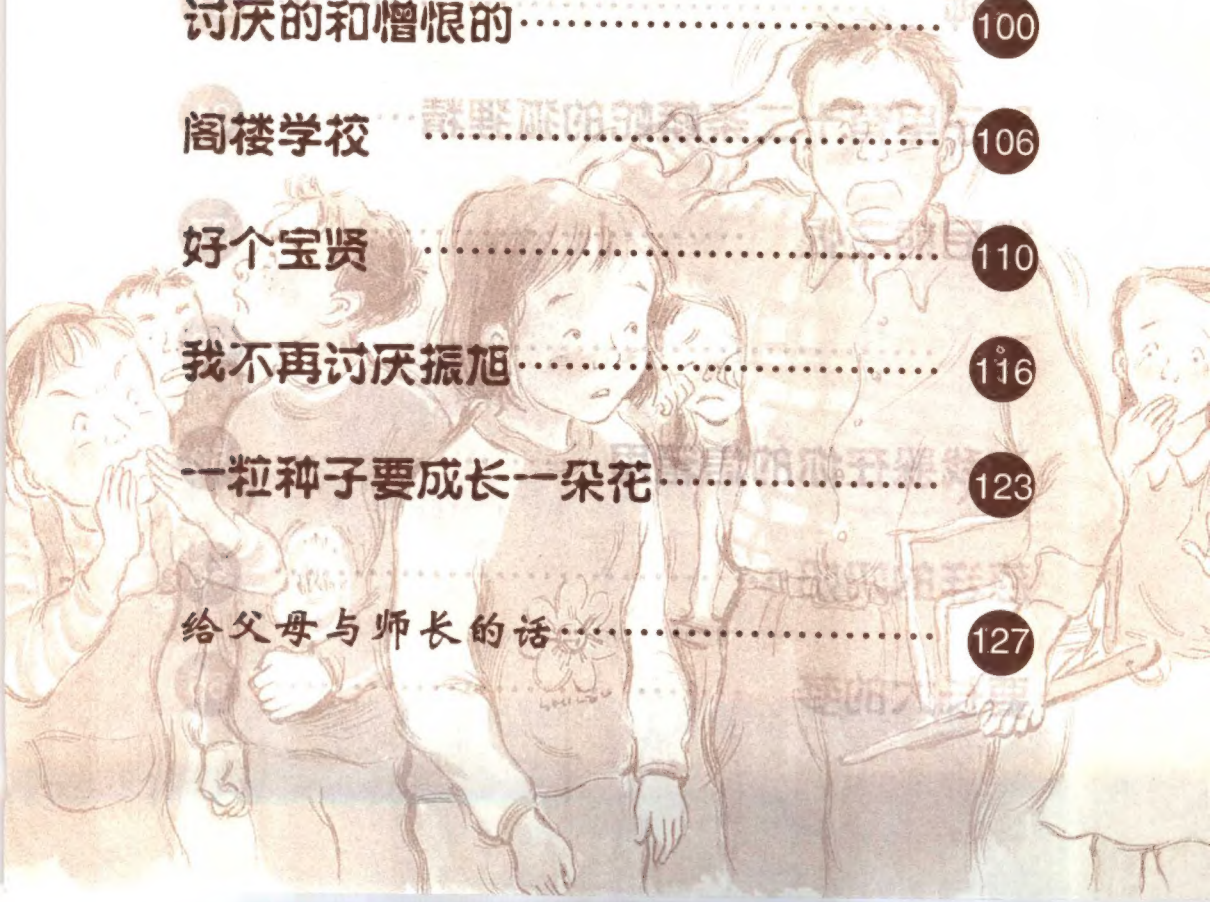 讨厌的和憎恨的 100
阁楼学校 106
好个宝贤 110
我不再讨厌振旭 116
一粒种子要成长一朵花 123
给父母与师长的话 127